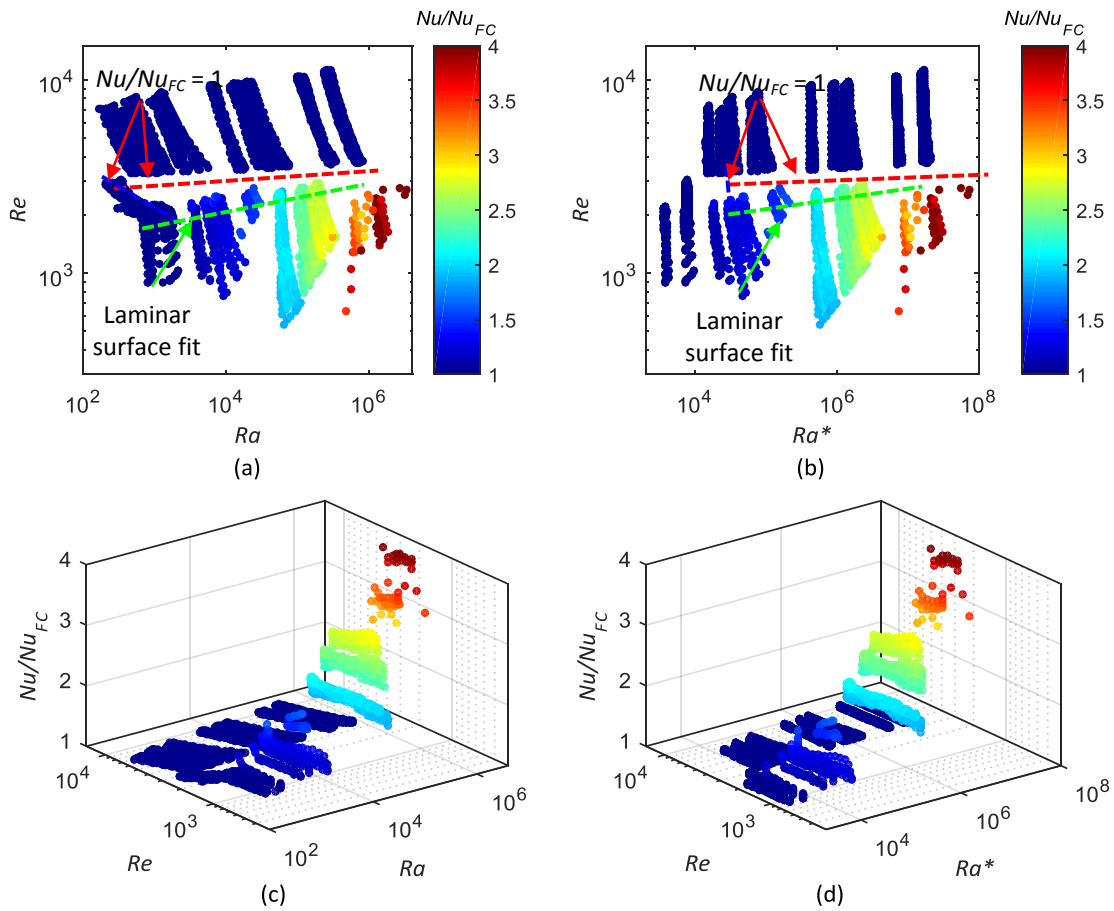 Nu/Nu_FC
Nu/Nu_FC
4
3.5
3
2.5
2
1.5
1
4
3.5
3
2.5
2
1.5
1
10^4
10^3
Re
Nu/Nu_FC = 1
Laminar
surface fit
10^2
10^4
10^6
Ra
(a)
10^4
10^3
Re
Nu/Nu_FC = 1
Laminar
surface fit
10^4
10^6
10^8
Ra*
(b)
4
3
2
1
Nu/Nu_FC
10^4
10^3
Re
10^2
10^4
10^6
Ra
(c)
4
3
2
1
Nu/Nu_FC
10^4
10^3
Re
10^4
10^6
10^8
Ra*
(d)